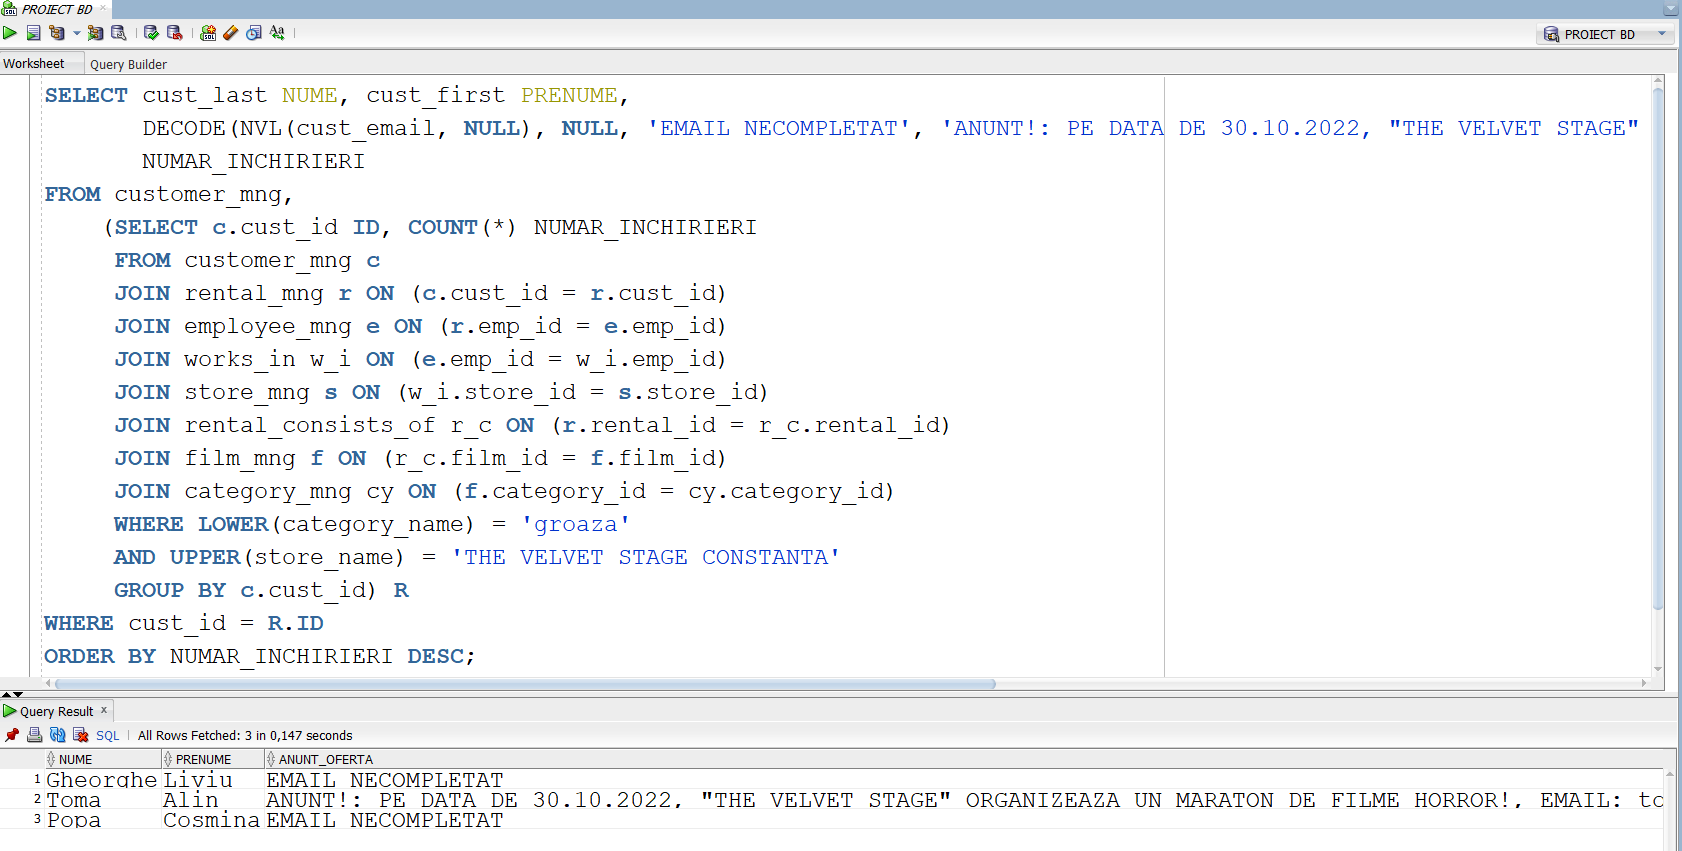 PROIECT BD
PROIECT BD
Worksheet Query Builder
SELECT cust_last NUME, cust_first PRENUME,
DECODE(NVL(cust_email, NULL), NULL, 'EMAIL NECOMPLETAT', 'ANUNT!: PE DATA DE 30.10.2022, "THE VELVET STAGE"
NUMAR_INCHIRIERI
FROM customer_mng,
(SELECT c.cust_id ID, COUNT(*) NUMAR_INCHIRIERI
FROM customer_mng c
JOIN rental_mng r ON (c.cust_id = r.cust_id)
JOIN employee_mng e ON (r.emp_id = e.emp_id)
JOIN works_in w_i ON (e.emp_id = w_i.emp_id)
JOIN store_mng s ON (w_i.store_id = s.store_id)
JOIN rental_consists_of r_c ON (r.rental_id = r_c.rental_id)
JOIN film_mng f ON (r_c.film_id = f.film_id)
JOIN category_mng cy ON (f.category_id = cy.category_id)
WHERE LOWER(category_name) = 'groaza'
AND UPPER(store_name) = 'THE VELVET STAGE CONSTANTA'
GROUP BY c.cust_id) R
WHERE cust_id = R.ID
ORDER BY NUMAR_INCHIRIERI DESC;
Query Result
SQL | All Rows Fetched: 3 in 0,147 seconds
NUME PRENUME ANUNT_OFERTA
1 Gheorghe Liviu EMAIL NECOMPLETAT
2 Toma Alin ANUNT!: PE DATA DE 30.10.2022, "THE VELVET STAGE" ORGANIZEAZA UN MARATON DE FILME HORROR!, EMAIL: to
3 Popa Cosmina EMAIL NECOMPLETAT